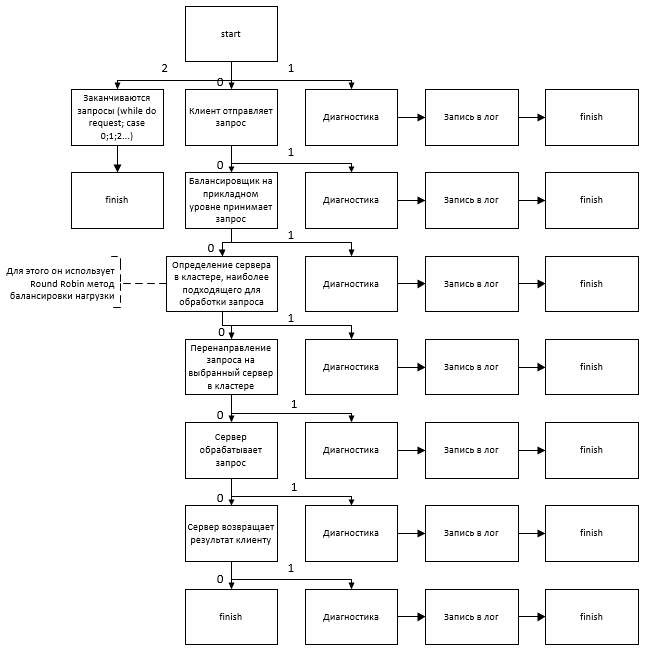 start
2
0
1
Заканчиваются
запросы (while do
request; case
0;1;2...)
Клиент отправляет
запрос
Диагностика
Запись в лог
finish
0
1
finish
Балансировщик на
прикладном
уровне принимает
запрос
Диагностика
Запись в лог
finish
0
1
Для этого он использует
Round Robin метод
балансировки нагрузки
Определение сервера
в кластере, наиболее
подходящего для
обработки запроса
Диагностика
Запись в лог
finish
0
1
Перенаправление
запроса на
выбранный сервер
в кластере
Диагностика
Запись в лог
finish
0
1
Сервер
обрабатывает
запрос
Диагностика
Запись в лог
finish
0
1
Сервер возвращает
результат клиенту
Диагностика
Запись в лог
finish
0
1
finish
Диагностика
Запись в лог
finish